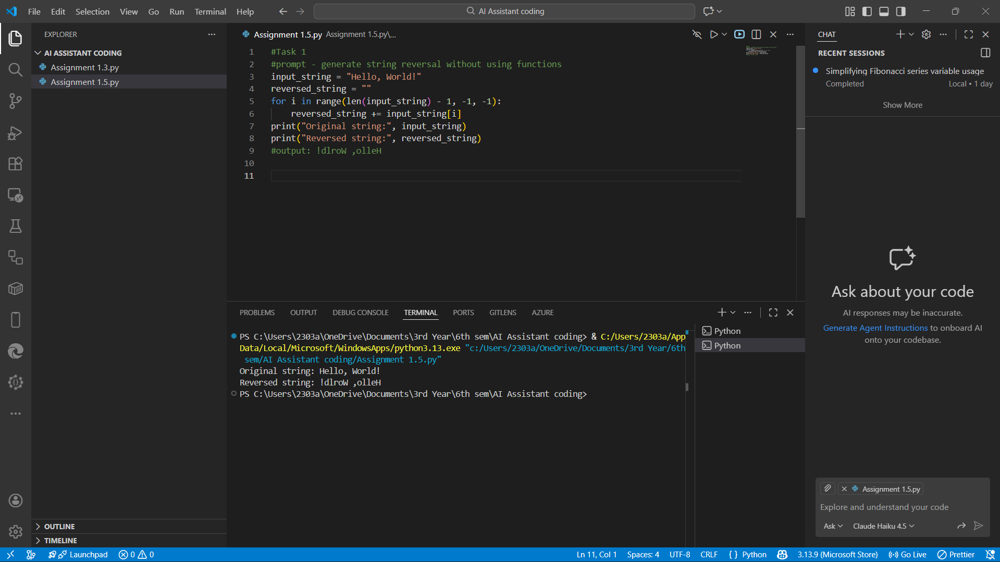 File Edit Selection View Go Run Terminal Help
AI Assistant coding
EXPLORER
AI ASSISTANT CODING
Assignment 1.3.py
Assignment 1.5.py
OUTLINE
TIMELINE
Assignment 1.5.py Assignment 1.5.py\...
1 #Task 1
2 #prompt - generate string reversal without using functions
3 input_string = "Hello, World!"
4 reversed_string = ""
5 for i in range(len(input_string) - 1, -1, -1):
6     reversed_string += input_string[i]
7 print("Original string:", input_string)
8 print("Reversed string:", reversed_string)
9 #output: !dlroW ,olleH
10
11
PROBLEMS OUTPUT DEBUG CONSOLE TERMINAL PORTS GITLENS AZURE
PS C:\Users\2303a\OneDrive\Documents\3rd Year\6th sem\AI Assistant coding> & C:/Users/2303a/App
Data/Local/Microsoft/WindowsApps/python3.13.exe "c:/Users/2303a/OneDrive/Documents/3rd Year/6th
sem/AI Assistant coding/Assignment 1.5.py"
Original string: Hello, World!
Reversed string: !dlroW ,olleH
PS C:\Users\2303a\OneDrive\Documents\3rd Year\6th sem\AI Assistant coding>
Python
Python
CHAT
RECENT SESSIONS
Simplifying Fibonacci series variable usage
Completed Local • 1 day
Show More
Ask about your code
AI responses may be inaccurate.
Generate Agent Instructions to onboard AI
onto your codebase.
Assignment 1.5.py
Explore and understand your code
Ask Claude Haiku 4.5
Launchpad 0 0 Ln 11, Col 1 Spaces: 4 UTF-8 CRLF { } Python 3.13.9 (Microsoft Store) Go Live Prettier